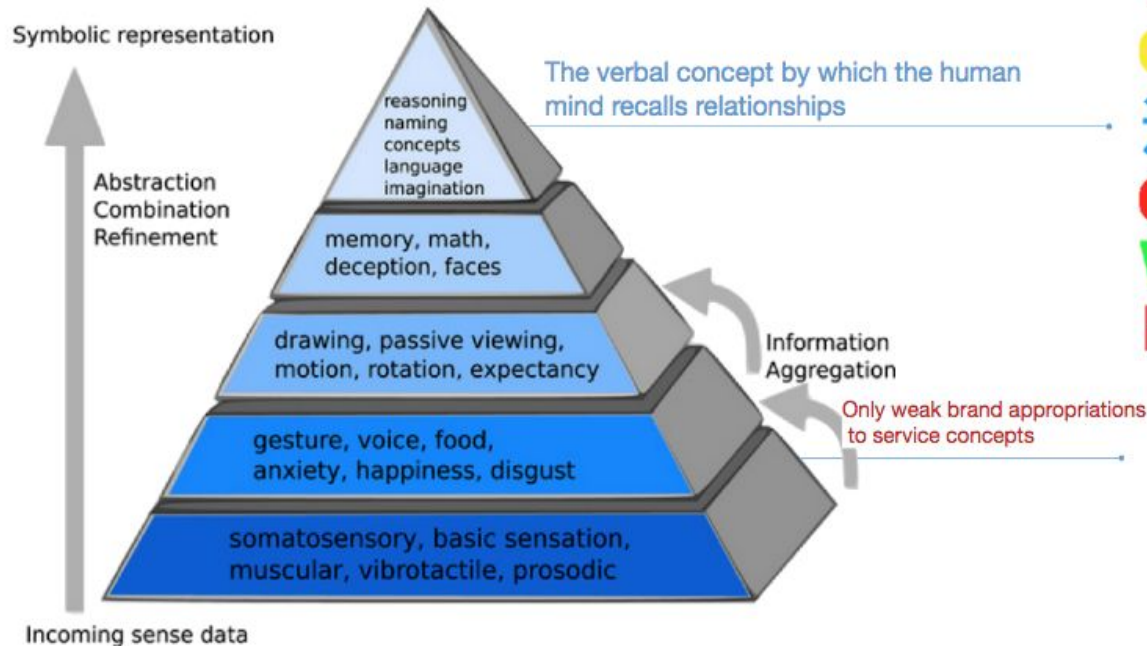 Symbolic representation
The verbal concept by which the human
mind recalls relationships
reasoning
naming
concepts
language
imagination
Abstraction
Combination
Refinement
memory, math,
deception, faces
drawing, passive viewing,
motion, rotation, expectancy
Information
Aggregation
Only weak brand appropriations
to service concepts
gesture, voice, food,
anxiety, happiness, disgust
somatosensory, basic sensation,
muscular, vibrotactile, prosodic
Incoming sense data